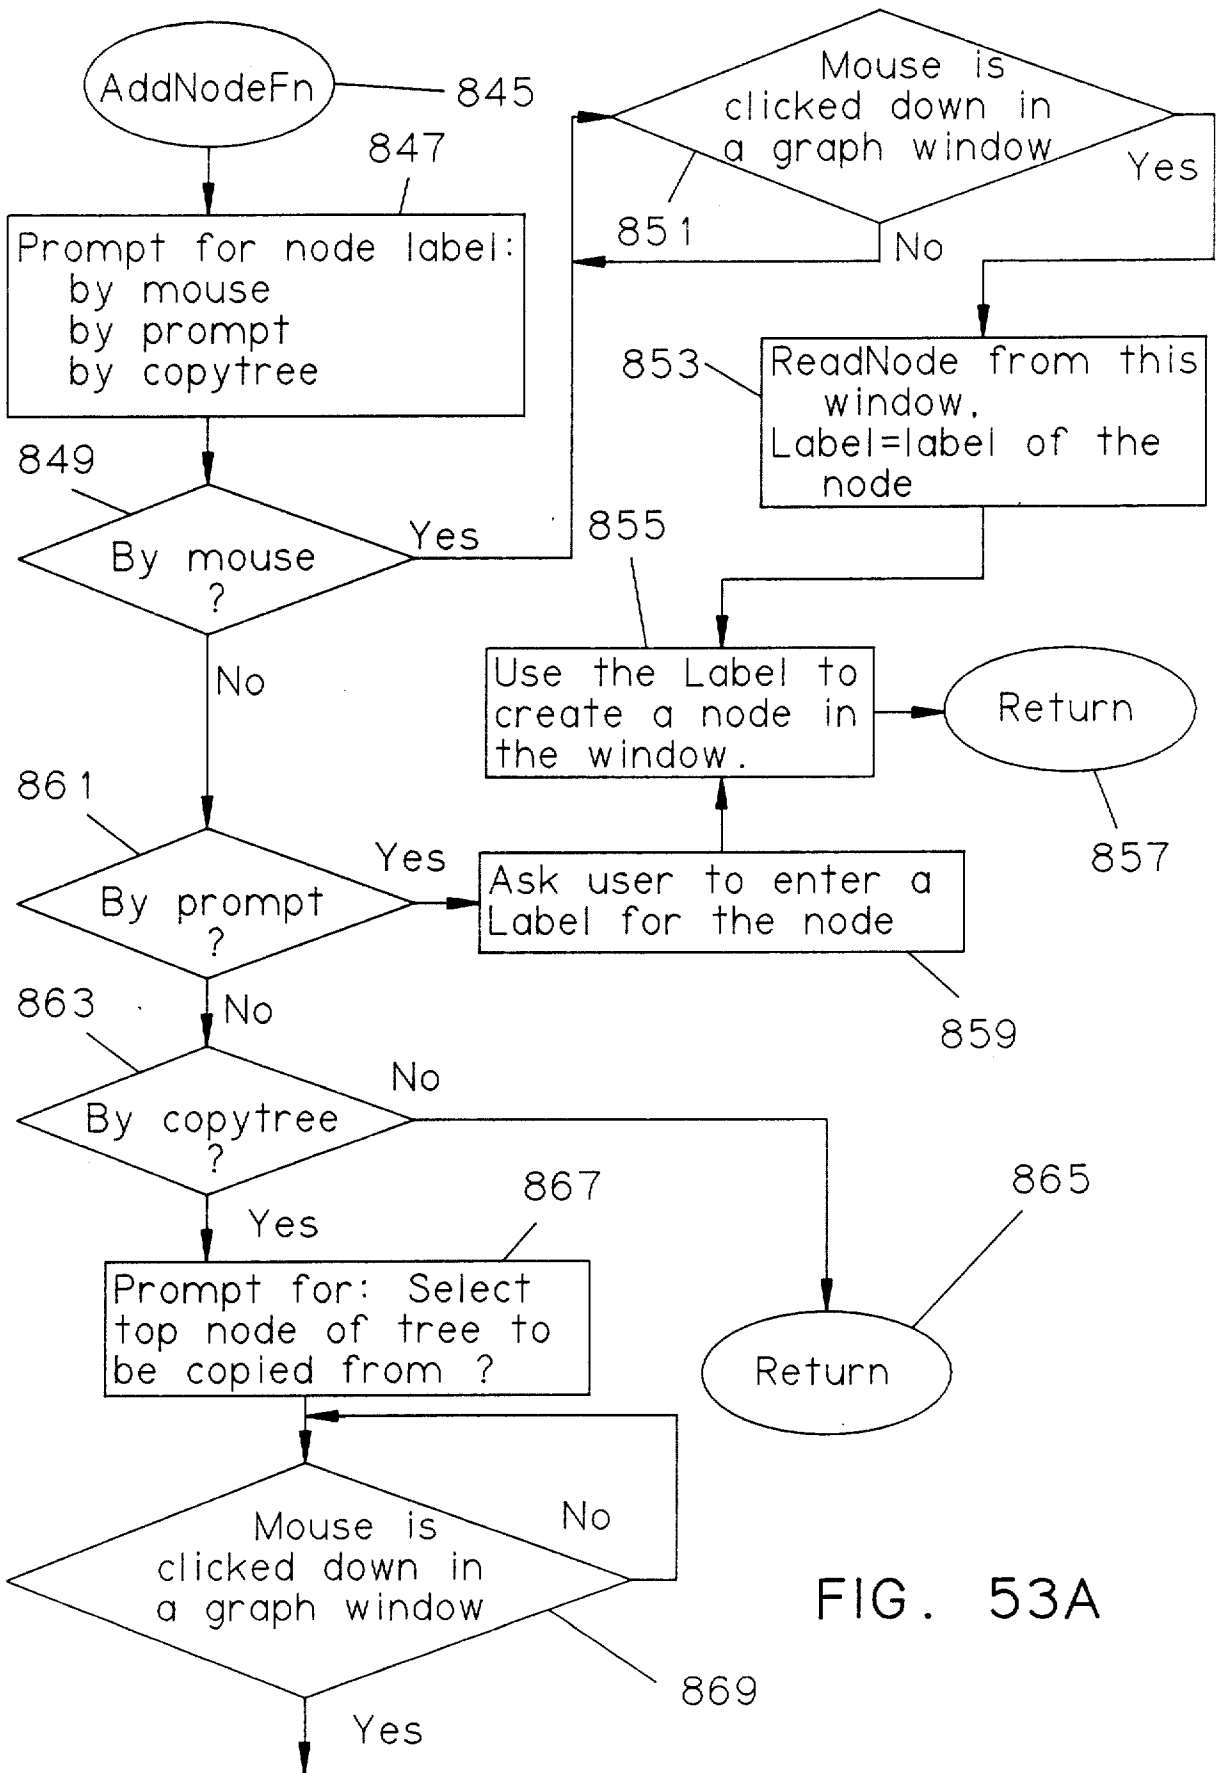 AddNodeFn
845
847
Prompt for node label:
by mouse
by prompt
by copytree
849
By mouse
?
Yes
No
Mouse is
clicked down in
a graph window
Yes
851
No
853
ReadNode from this
window.
Label=label of the
node
855
Use the Label to
create a node in
the window.
Return
857
861
By prompt
?
Yes
Ask user to enter a
Label for the node
859
No
863
By copytree
?
No
Yes
867
865
Prompt for: Select
top node of tree to
be copied from ?
Return
Mouse is
clicked down in
a graph window
No
869
Yes
FIG. 53A